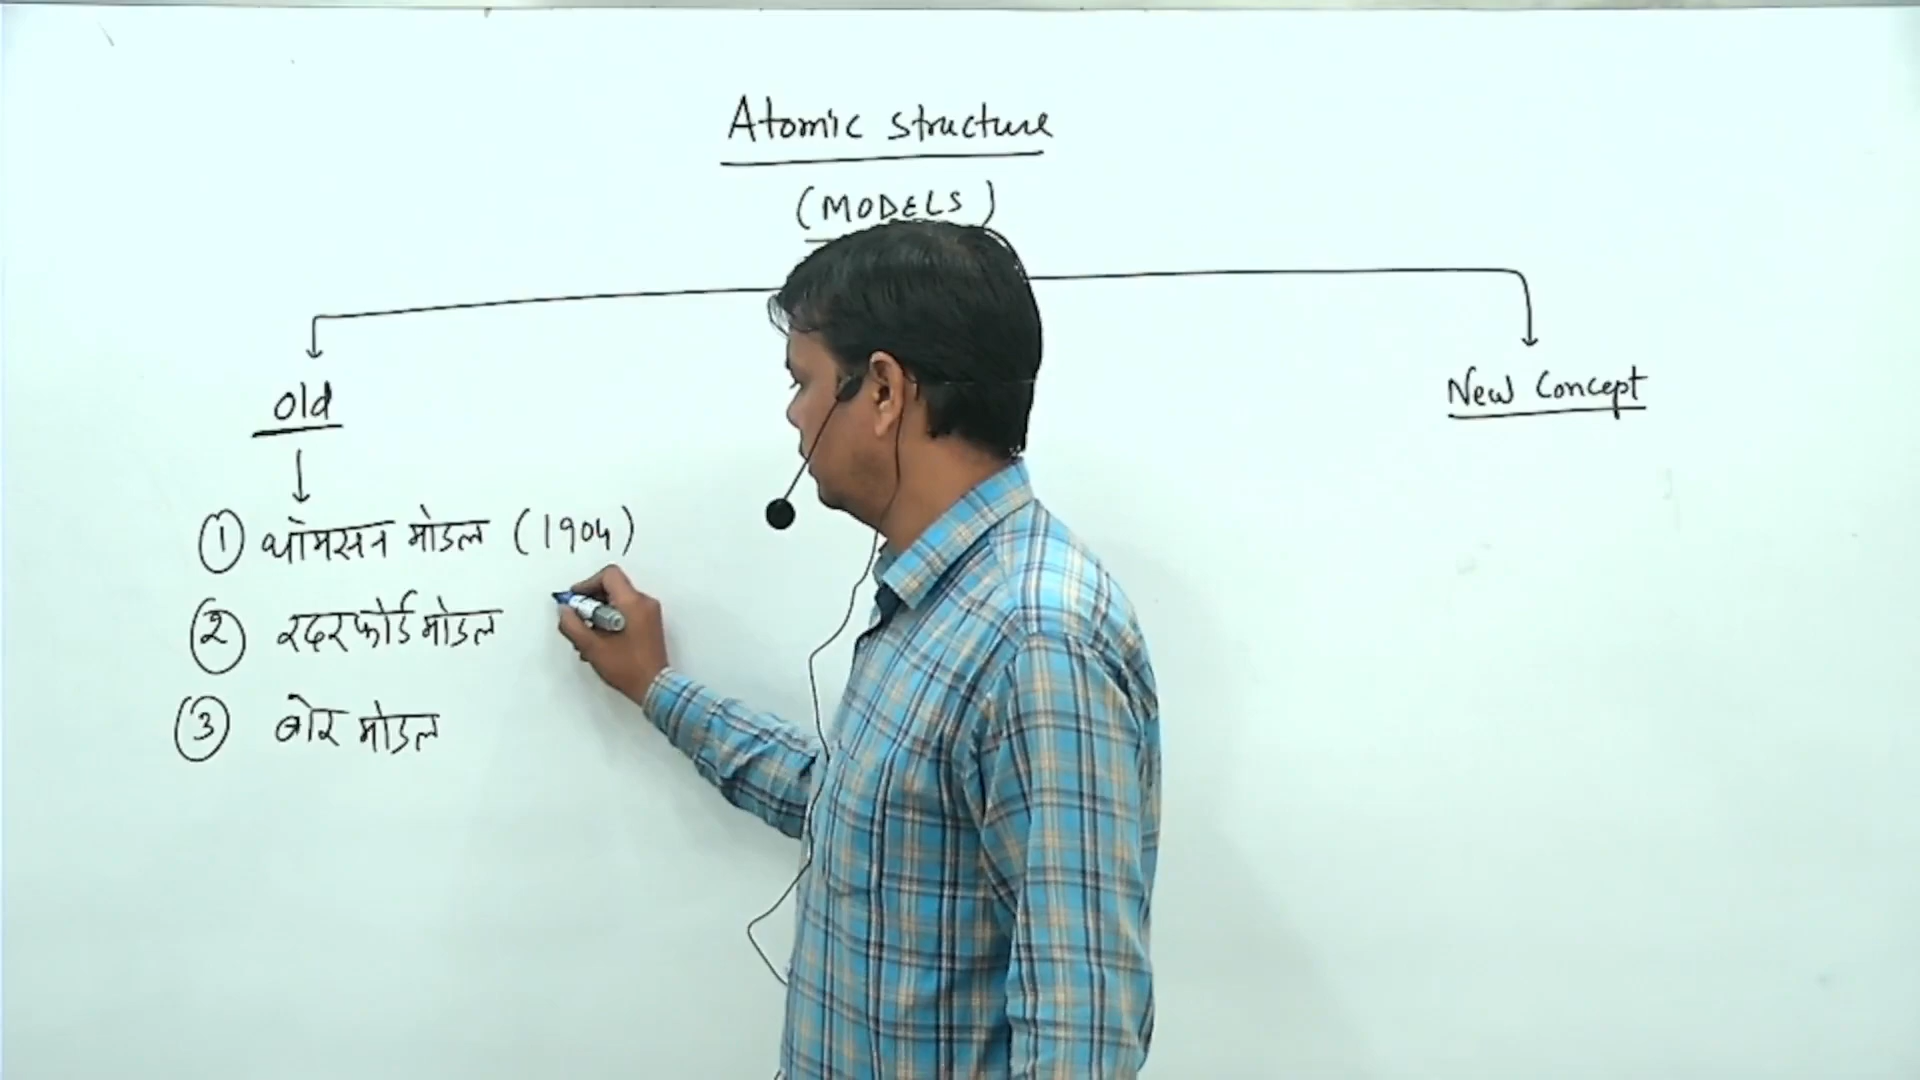 Atomic structure
(MODELS)
Old
New Concept
① थॉमसन मोडल (1904)
② रदरफोर्ड मोडल
③ बोर मोडल